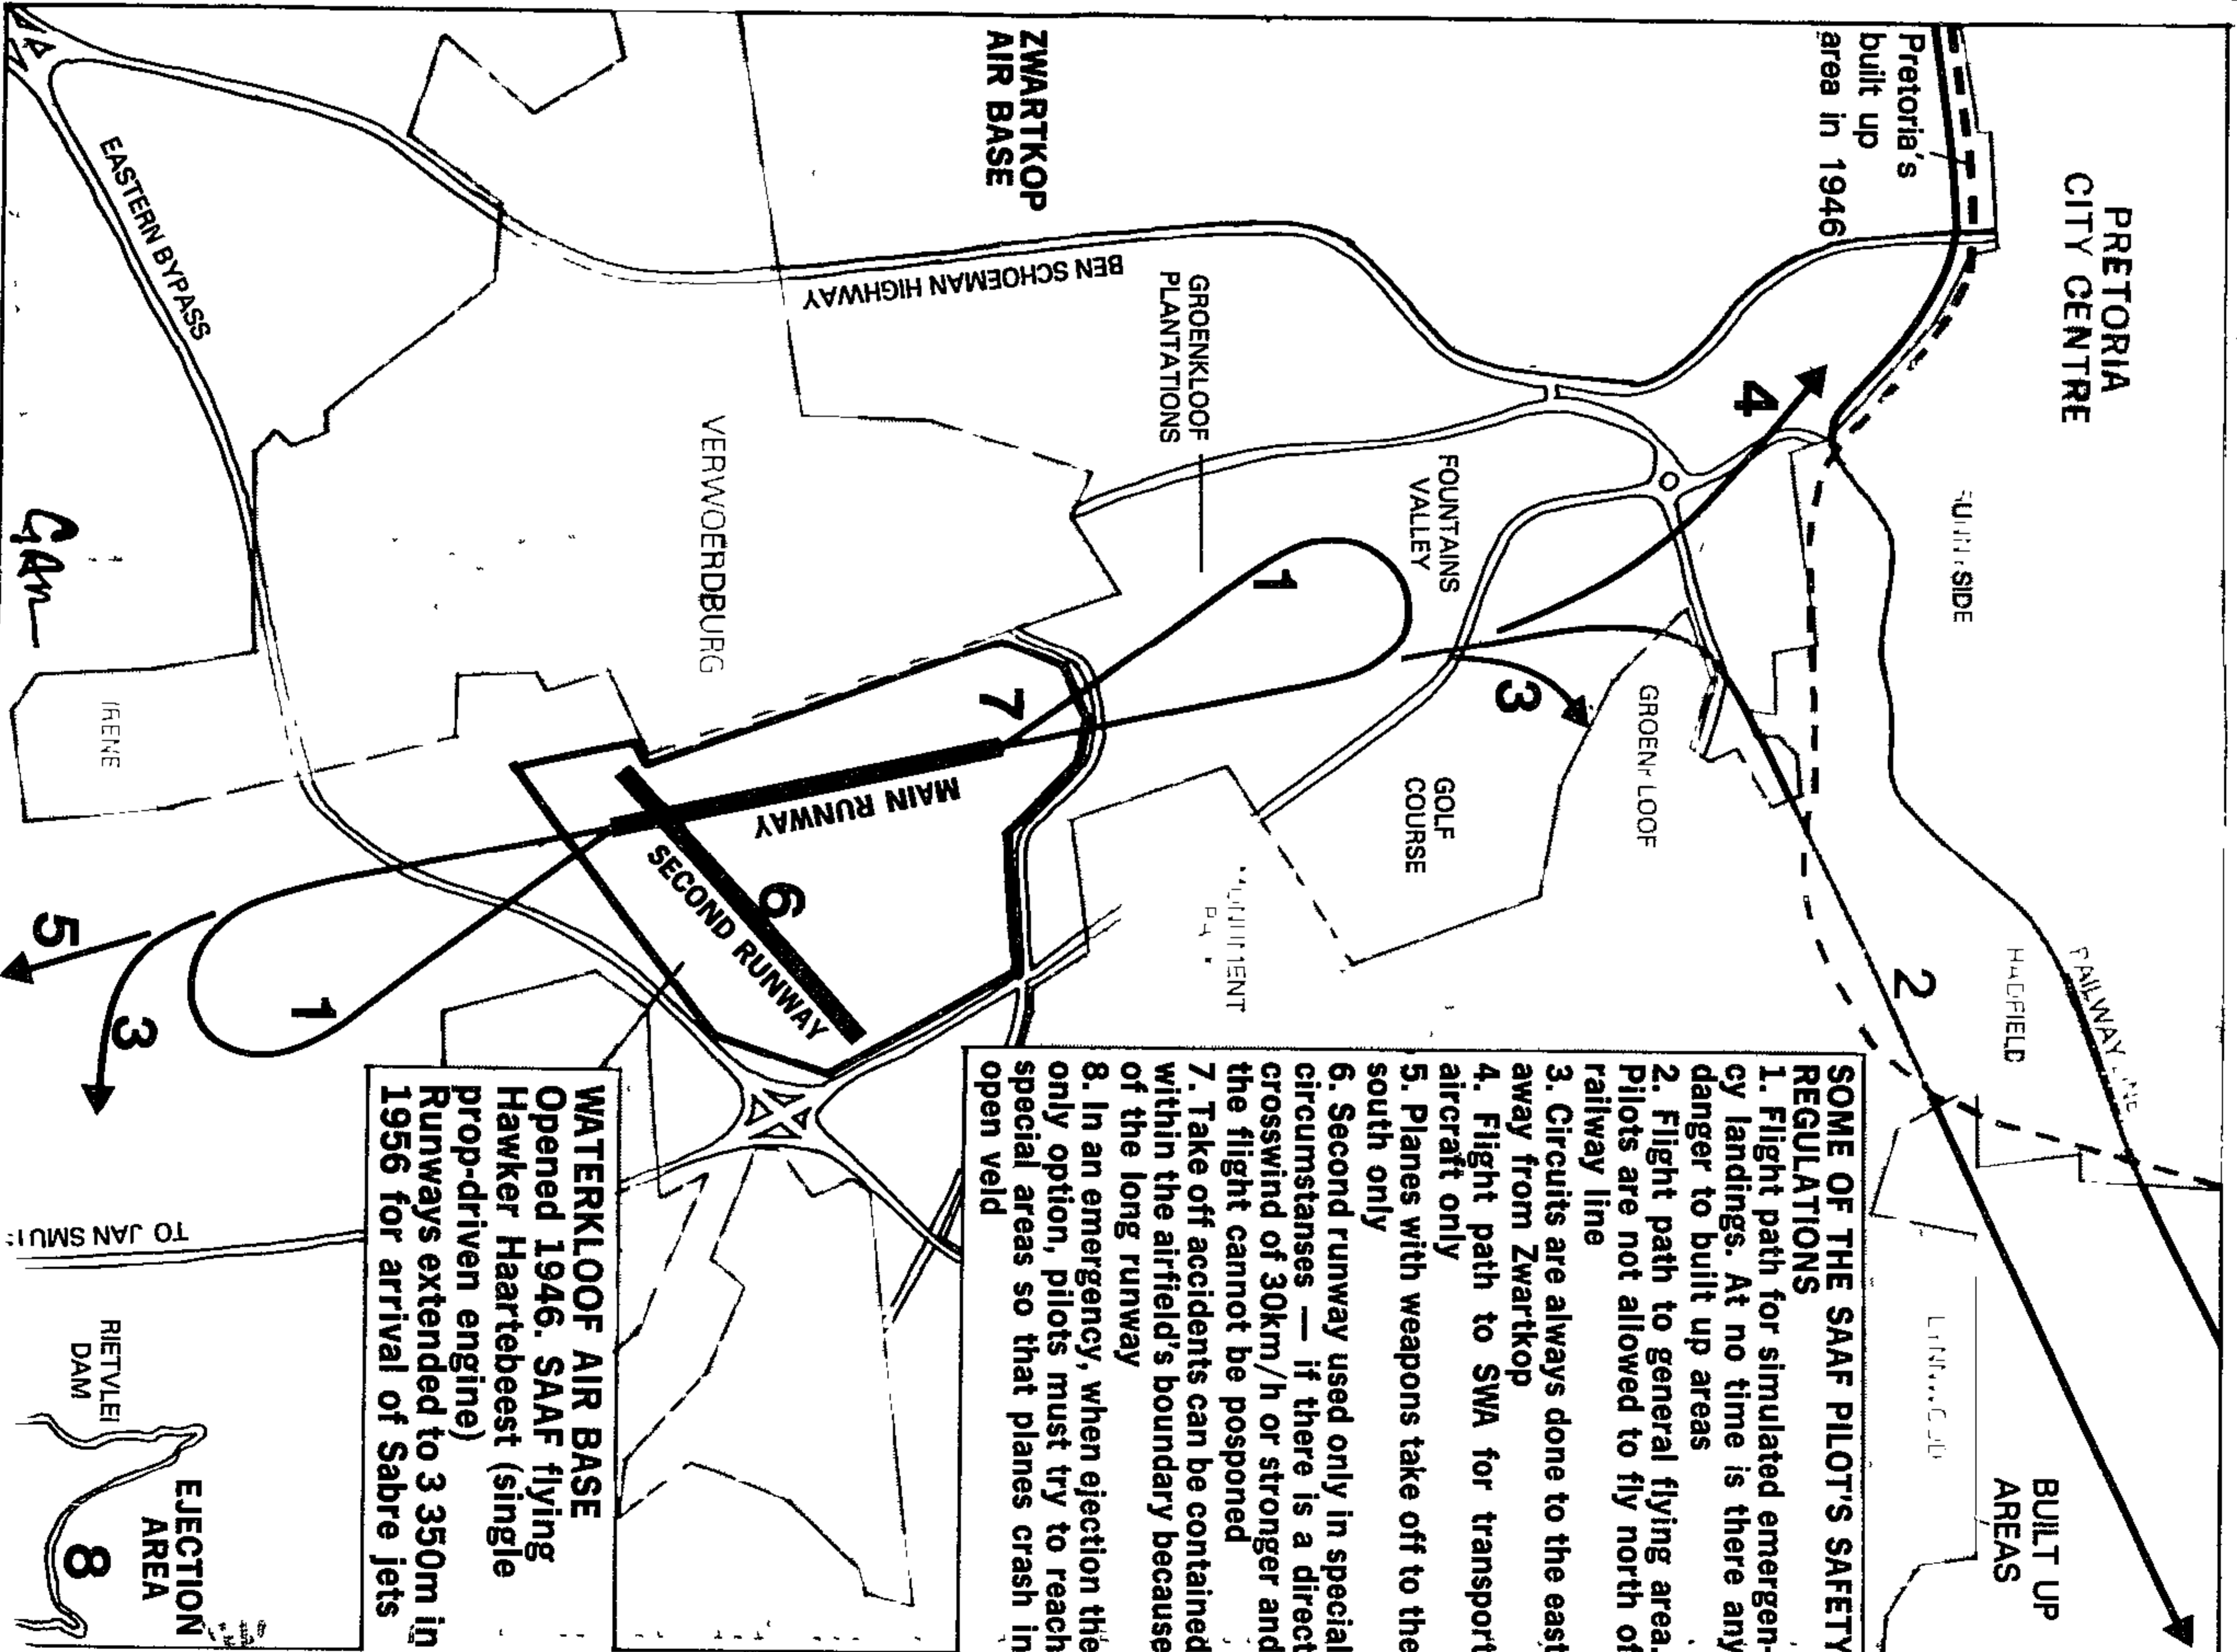 PRETORIA
CITY CENTRE
Pretoria's
built up
area in 1946
ZWARTKOP
AIR BASE
BEN SCHOEMAN HIGHWAY
EASTERN BYPASS
GROENKLOOF
PLANTATIONS
FOUNTAINS
VALLEY
VERWOERDBURG
IRENE
GOLF
COURSE
MAIN RUNWAY
SECOND RUNWAY
BUILT UP
AREAS
1
1
2
3
3
4
5
6
7
SOME OF THE SAAF PILOT'S SAFETY
REGULATIONS
1. Flight path for simulated emergen-
cy landings. At no time is there any
danger to built up areas
2. Flight path to general flying area.
Pilots are not allowed to fly north of
railway line
3. Circuits are always done to the east
away from Zwartkop
4. Flight path to SWA for transport
aircraft only
5. Planes with weapons take off to the
south only
6. Second runway used only in special
circumstanses — if there is a direct
crosswind of 30km/h or stronger and
the flight cannot be posponed
7. Take off accidents can be contained
within the airfield's boundary because
of the long runway
8. In an emergency, when ejection the
only option, pilots must try to reach
special areas so that planes crash in
open veld
WATERKLOOF AIR BASE
Opened 1946. SAAF flying
Hawker Haartebeest (single
prop-driven engine)
Runways extended to 3 350m in
1956 for arrival of Sabre jets
TO JAN
RIETVLEI
DAM
EJECTION
AREA
8